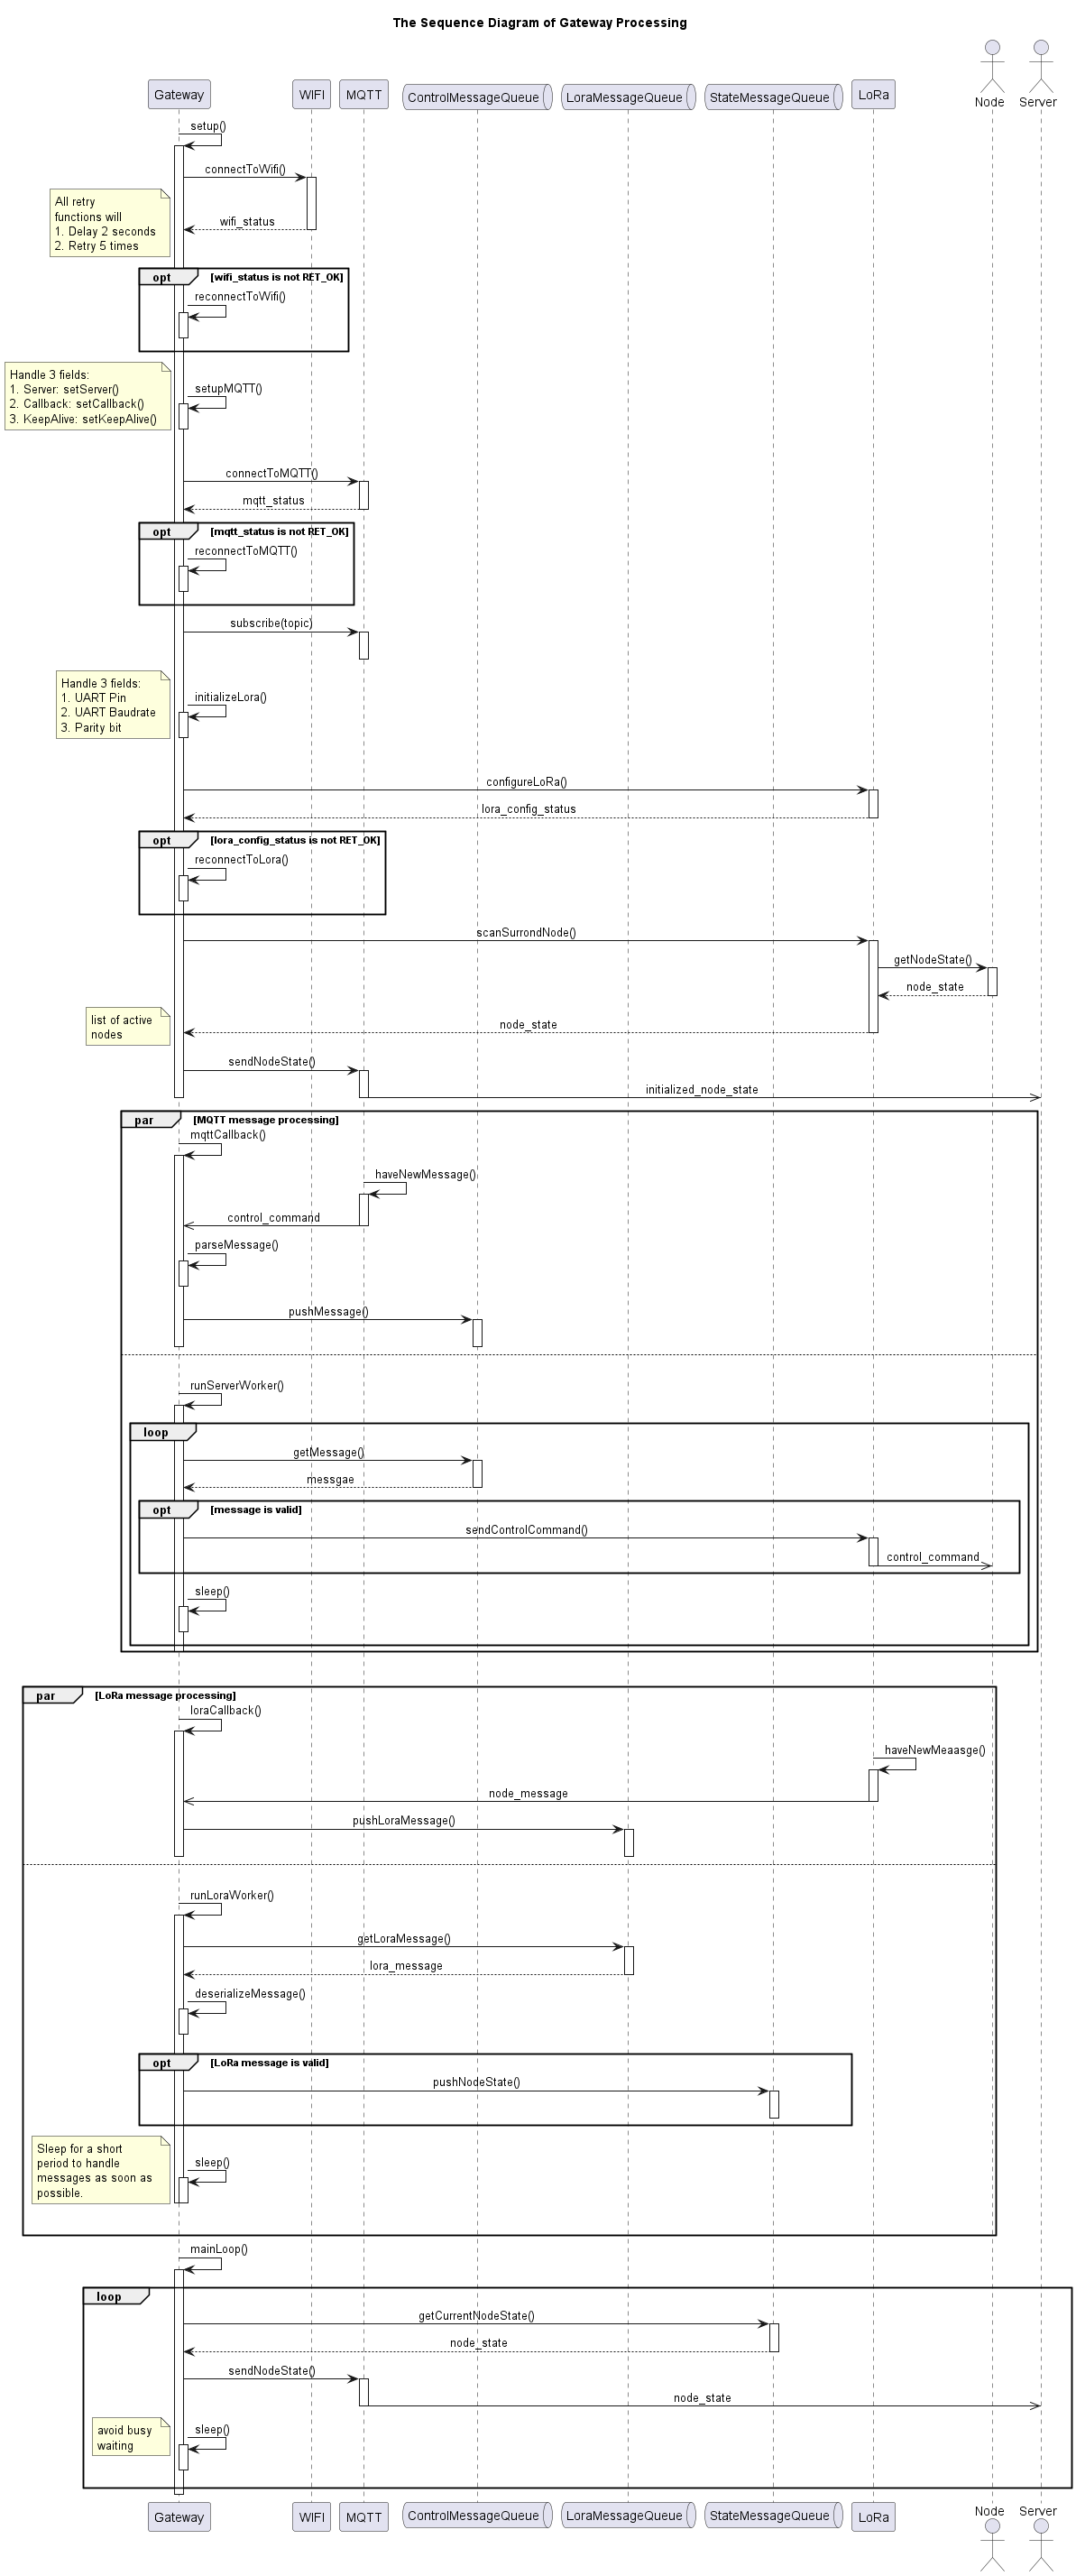 The Sequence Diagram of Gateway Processing
Node
Server
Gateway
WIFI
MQTT
ControlMessageQueue
LoraMessageQueue
StateMessageQueue
LoRa
setup()
connectToWifi()
All retry
functions will
1. Delay 2 seconds
2. Retry 5 times
wifi_status
opt
[wifi_status is not RET_OK]
reconnectToWifi()
Handle 3 fields:
1. Server: setServer()
2. Callback: setCallback()
3. KeepAlive: setKeepAlive()
setupMQTT()
connectToMQTT()
mqtt_status
opt
[mqtt_status is not RET_OK]
reconnectToMQTT()
subscribe(topic)
Handle 3 fields:
1. UART Pin
2. UART Baudrate
3. Parity bit
initializeLora()
configureLoRa()
lora_config_status
opt
[lora_config_status is not RET_OK]
reconnectToLora()
scanSurrondNode()
getNodeState()
node_state
list of active
nodes
node_state
sendNodeState()
initialized_node_state
par
[MQTT message processing]
mqttCallback()
haveNewMessage()
control_command
parseMessage()
pushMessage()
runServerWorker()
loop
getMessage()
messgae
opt
[message is valid]
sendControlCommand()
control_command
sleep()
par
[LoRa message processing]
loraCallback()
haveNewMeaasge()
node_message
pushLoraMessage()
runLoraWorker()
getLoraMessage()
lora_message
deserializeMessage()
opt
[LoRa message is valid]
pushNodeState()
Sleep for a short
period to handle
messages as soon as
possible.
sleep()
mainLoop()
loop
getCurrentNodeState()
node_state
sendNodeState()
node_state
avoid busy
waiting
sleep()
Gateway
WIFI
MQTT
ControlMessageQueue
LoraMessageQueue
StateMessageQueue
LoRa
Node
Server